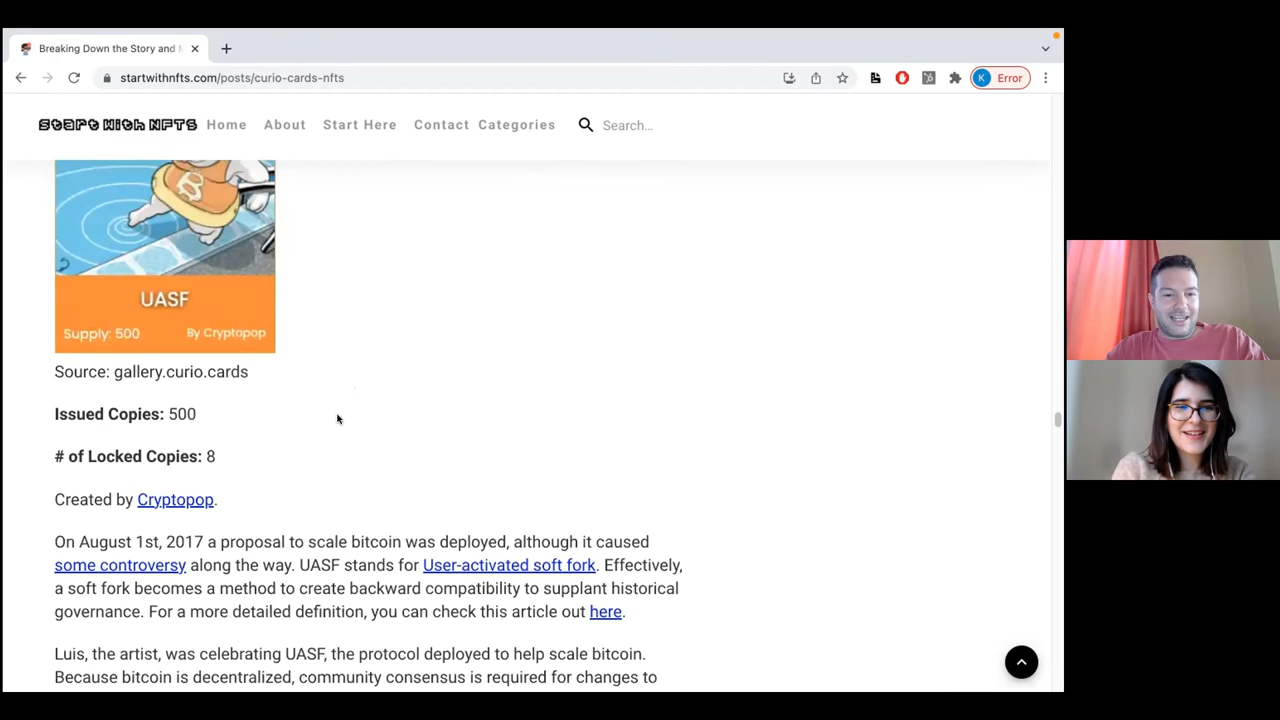 Breaking Down the Story and
startwithnfts.com/posts/curio-cards-nfts
K Error
Start With NFTS Home About Start Here Contact Categories Search...
B
UASF
Supply: 500 By Cryptopop
Source: gallery.curio.cards
Issued Copies: 500
# of Locked Copies: 8
Created by Cryptopop.
On August 1st, 2017 a proposal to scale bitcoin was deployed, although it caused
some controversy along the way. UASF stands for User-activated soft fork. Effectively,
a soft fork becomes a method to create backward compatibility to supplant historical
governance. For a more detailed definition, you can check this article out here.
Luis, the artist, was celebrating UASF, the protocol deployed to help scale bitcoin.
Because bitcoin is decentralized, community consensus is required for changes to